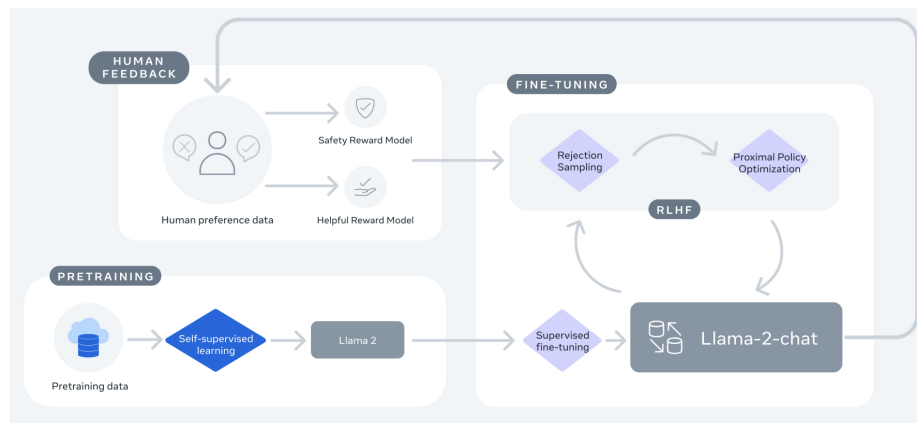 HUMAN
FEEDBACK
Safety Reward Model
Human preference data
Helpful Reward Model
FINE-TUNING
Rejection
Sampling
Proximal Policy
Optimization
RLHF
PRETRAINING
Pretraining data
Self-supervised
learning
Llama 2
Supervised
fine-tuning
Llama-2-chat